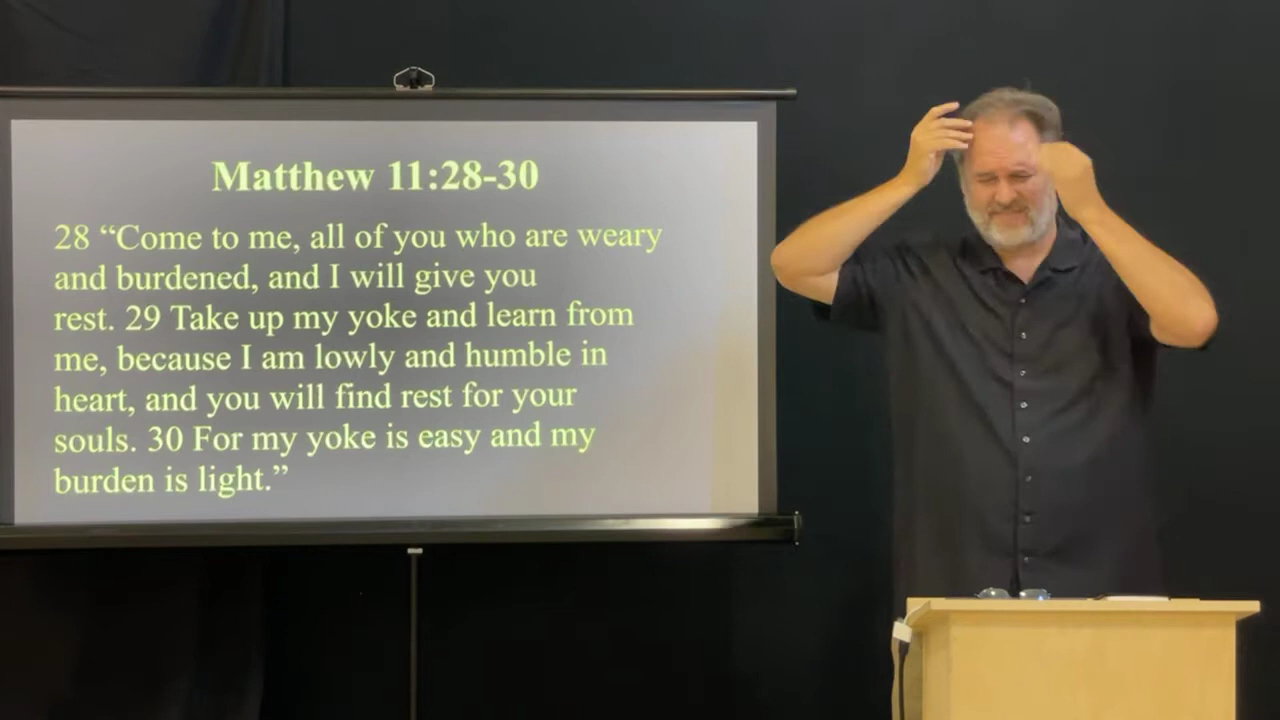 Matthew 11:28-30
28 “Come to me, all of you who are weary
and burdened, and I will give you
rest. 29 Take up my yoke and learn from
me, because I am lowly and humble in
heart, and you will find rest for your
souls. 30 For my yoke is easy and my
burden is light.”